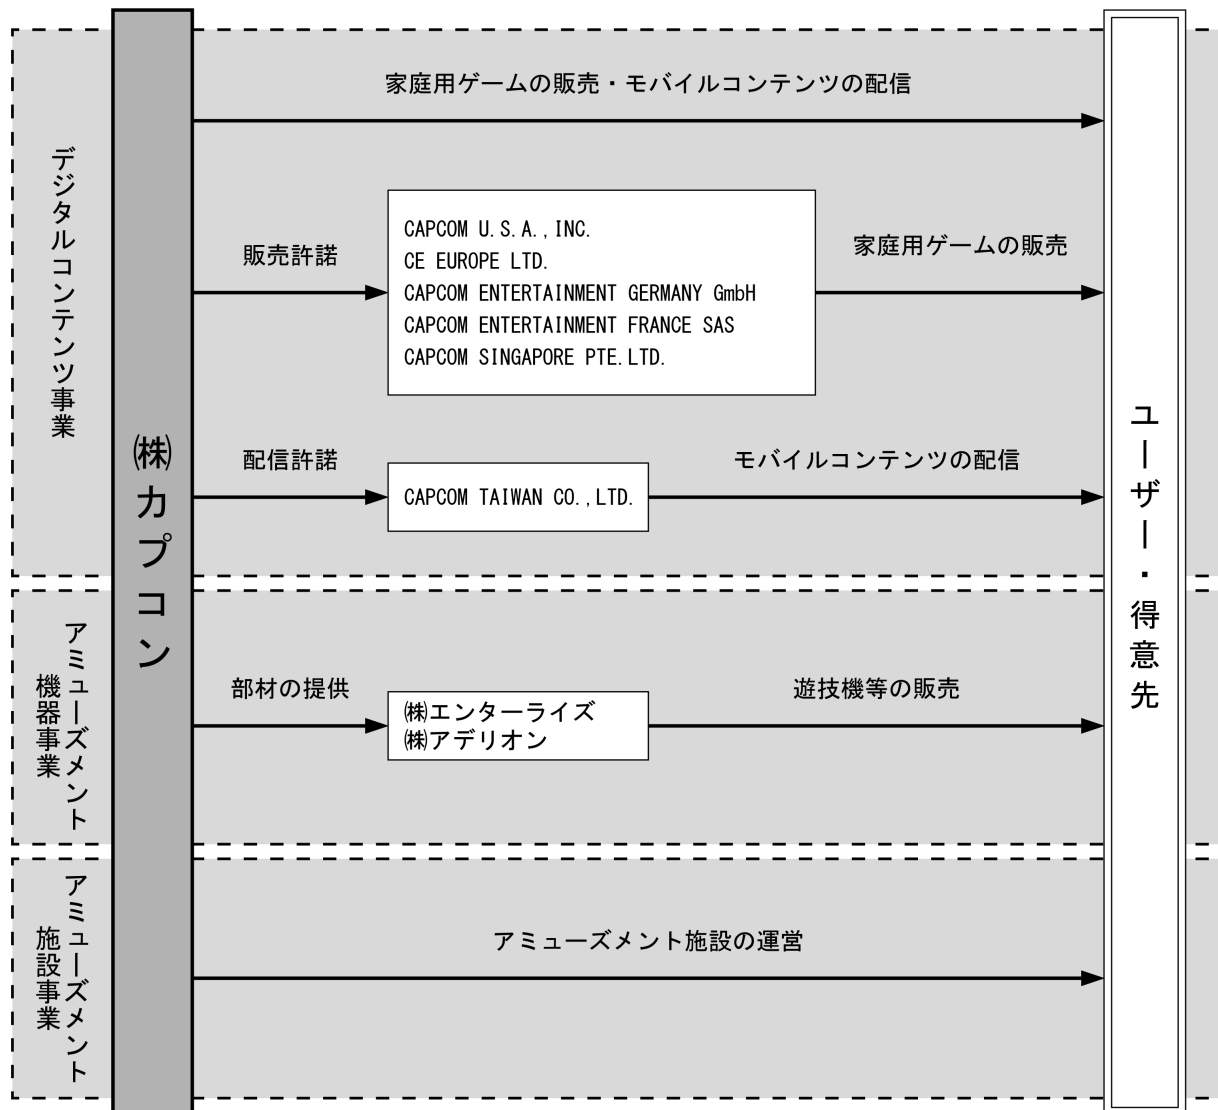 デジタルコンテンツ事業
㈱カプコン
家庭用ゲームの販売・モバイルコンテンツの配信
販売許諾
CAPCOM U.S.A.,INC.
CE EUROPE LTD.
CAPCOM ENTERTAINMENT GERMANY GmbH
CAPCOM ENTERTAINMENT FRANCE SAS
CAPCOM SINGAPORE PTE.LTD.
家庭用ゲームの販売
配信許諾
CAPCOM TAIWAN CO.,LTD.
モバイルコンテンツの配信
アミューズメント
機器事業
部材の提供
㈱エンターライズ
㈱アデリオン
遊技機等の販売
アミューズメント
施設事業
アミューズメント施設の運営
ユーザー・得意先